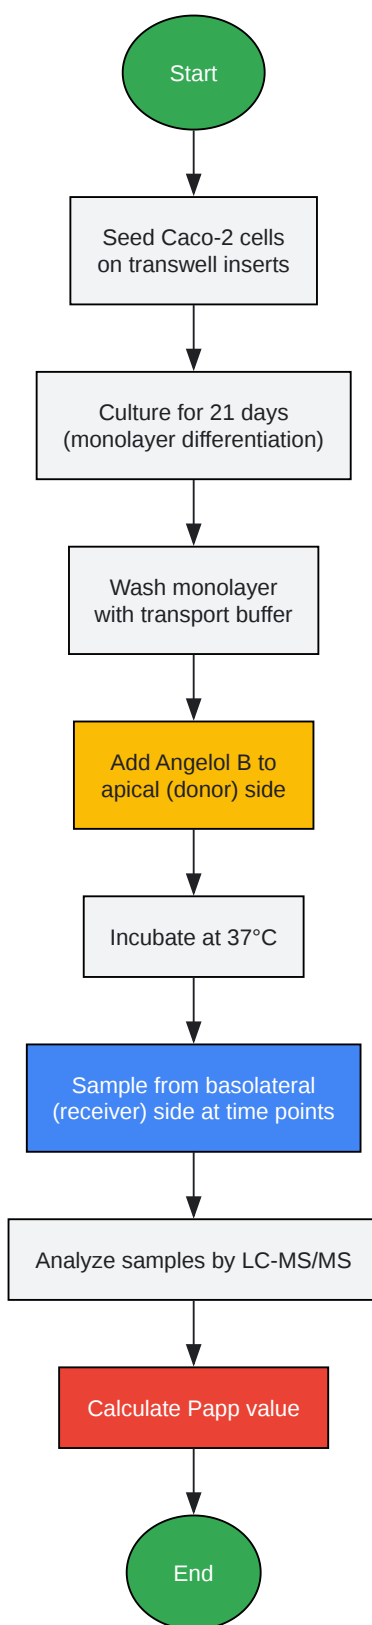 Start
Seed Caco-2 cells
on transwell inserts
Culture for 21 days
(monolayer differentiation)
Wash monolayer
with transport buffer
Add Angelol B to
apical (donor) side
Incubate at 37°C
Sample from basolateral
(receiver) side at time points
Analyze samples by LC-MS/MS
Calculate Papp value
End